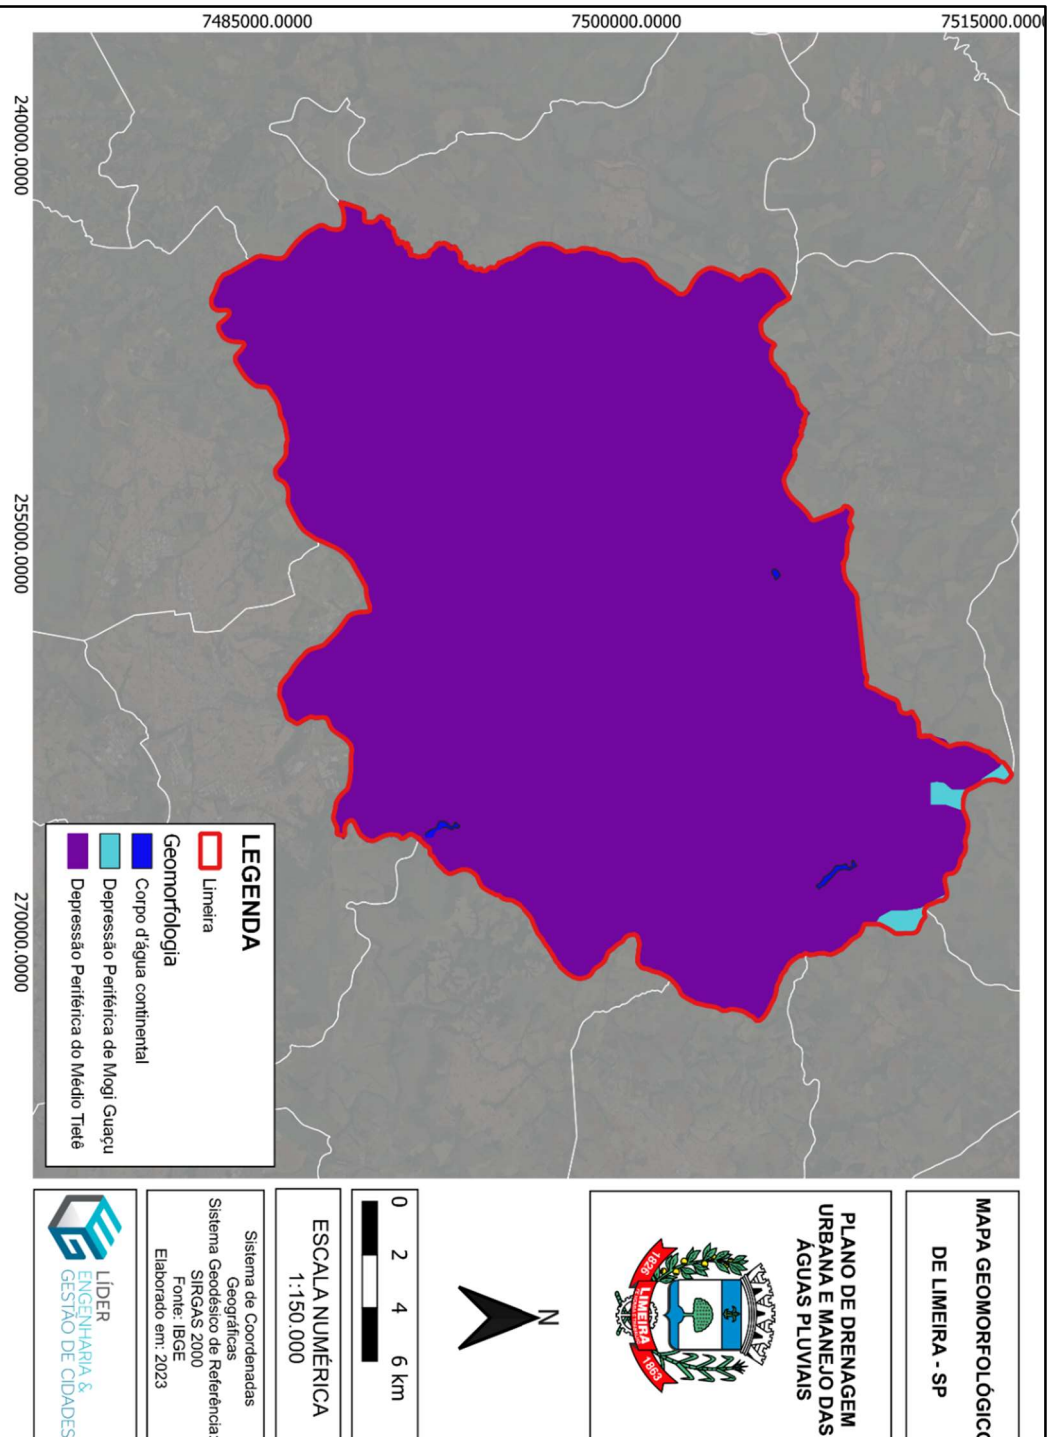 MAPA GEOMORFOLÓGICO
DE LIMEIRA - SP
PLANO DE DRENAGEM
URBANA E MANEJO DAS
ÁGUAS PLUVIAIS
1826
LIMEIRA
1863
N
0 2 4 6 km
ESCALA NUMÉRICA
1:150.000
Sistema de Coordenadas
Geográficas
Sistema Geodésico de Referência:
SIRGAS 2000
Fonte: IBGE
Elaborado em: 2023
LÍDER
ENGENHARIA &
GESTÃO DE CIDADES
7515000.0000
7500000.0000
7485000.0000
240000.0000
255000.0000
270000.0000
LEGENDA
Limeira
Geomorfologia
Corpo d'água continental
Depressão Periférica de Mogi Guaçu
Depressão Periférica do Médio Tietê